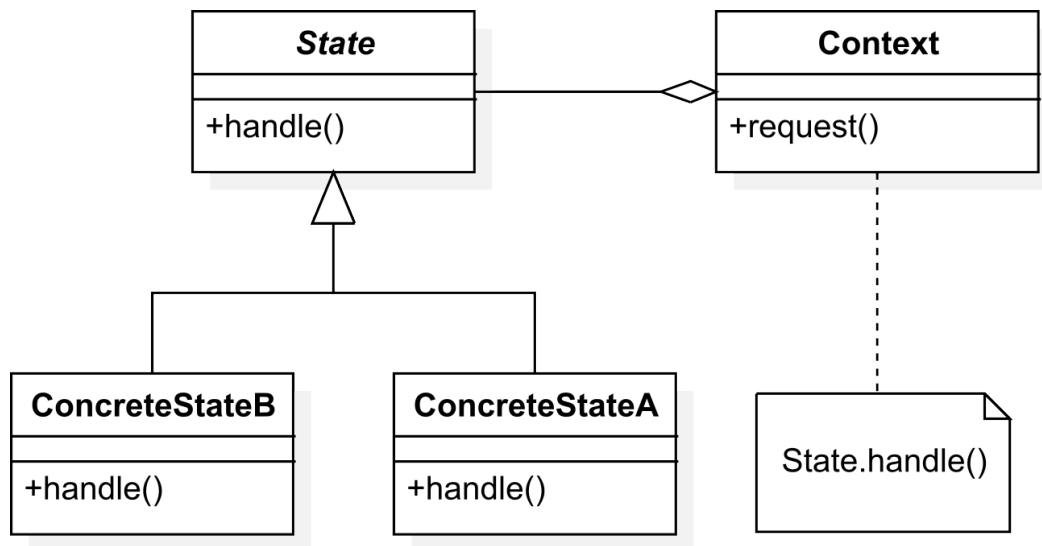 State
+handle()
Context
+request()
ConcreteStateB
+handle()
ConcreteStateA
+handle()
State.handle()